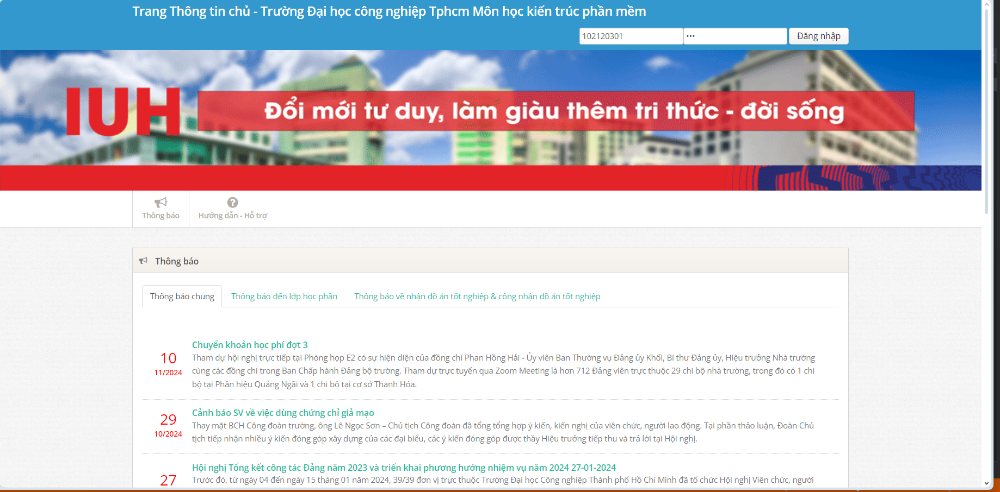 Trang Thông tin chủ - Trường Đại học công nghiệp Tphcm Môn học kiến trúc phần mềm
102120301 ••• Đăng nhập
IUH
Đổi mới tư duy, làm giàu thêm tri thức - đời sống
Thông báo
Hướng dẫn - Hỗ trợ
Thông báo
Thông báo chung
Thông báo đến lớp học phần
Thông báo về nhận đồ án tốt nghiệp & công nhận đồ án tốt nghiệp
10
11/2024
Chuyển khoản học phí đợt 3
Tham dự hội nghị trực tiếp tại Phòng họp E2 có sự hiện diện của đồng chí Phan Hồng Hải - Ủy viên Ban Thường vụ Đảng ủy Khối, Bí thư Đảng ủy, Hiệu trưởng Nhà trường
cùng các đồng chí trong Ban Chấp hành Đảng bộ trường. Tham dự trực tuyến qua Zoom Meeting là hơn 712 Đảng viên trực thuộc 29 chi bộ nhà trường, trong đó có 1 chi
bộ tại Phân hiệu Quảng Ngãi và 1 chi bộ tại cơ sở Thanh Hóa.
29
10/2024
Cảnh báo SV về việc dùng chứng chỉ giả mạo
Thay mặt BCH Công đoàn trường, ông Lê Ngọc Sơn – Chủ tịch Công đoàn đã tổng tổng hợp ý kiến, kiến nghị của viên chức, người lao động. Tại phần thảo luận, Đoàn Chủ
tịch tiếp nhận nhiều ý kiến đóng góp xây dựng của các đại biểu, các ý kiến đóng góp được thầy Hiệu trưởng tiếp thu và trả lời tại Hội nghị.
27
Hội nghị Tổng kết công tác Đảng năm 2023 và triển khai phương hướng nhiệm vụ năm 2024 27-01-2024
Trước đó, từ ngày 04 đến ngày 15 tháng 01 năm 2024, 39/39 đơn vị trực thuộc Trường Đại học Công nghiệp Thành phố Hồ Chí Minh đã tổ chức Hội nghị Viên chức, người